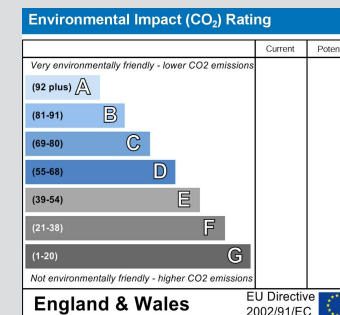 Environmental Impact (CO₂) Rating
Current Poten
Very environmentally friendly - lower CO2 emissions
(92 plus) A
(81-91) B
(69-80) C
(55-68) D
(39-54) E
(21-38) F
(1-20) G
Not environmentally friendly - higher CO2 emissions
England & Wales
EU Directive
2002/91/EC